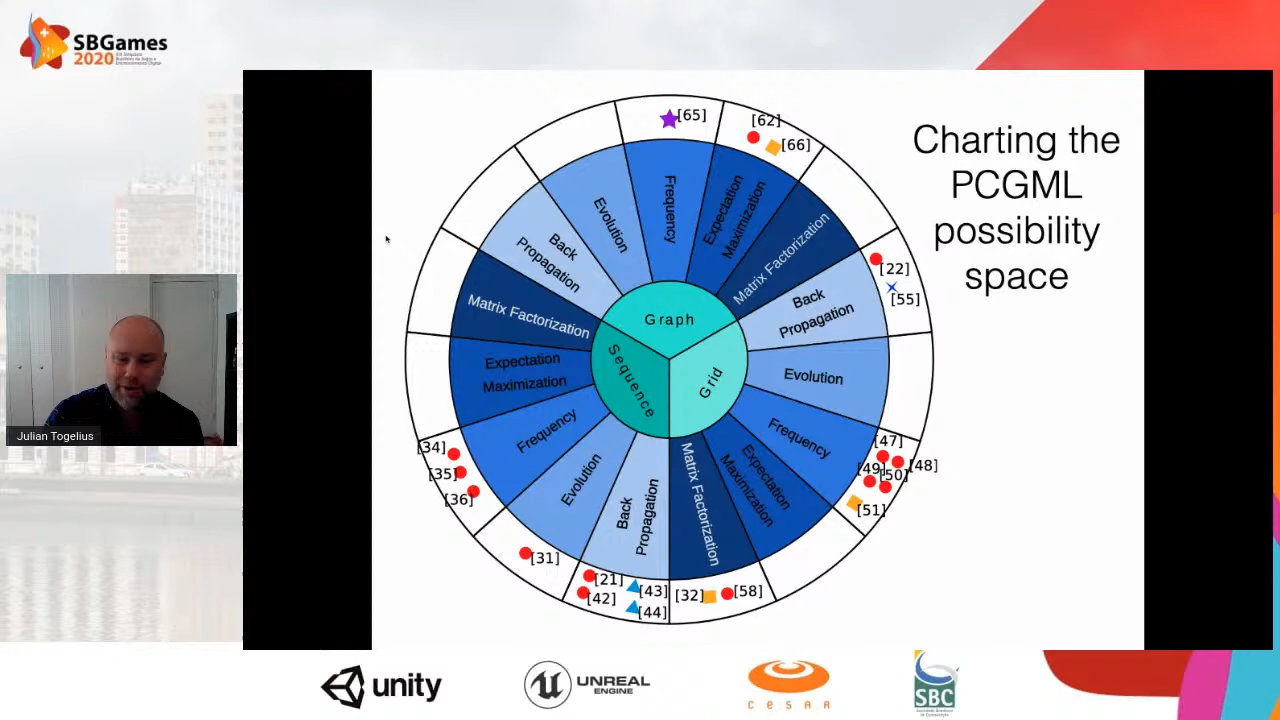 SBGames
2020
Charting the
PCGML
possibility
space
[65]
[62]
[66]
[22]
[55]
[47]
[48]
[49]
[50]
[51]
[58]
[32]
[43]
[44]
[21]
[42]
[31]
[34]
[35]
[36]
Graph
Back
Propagation
Evolution
Frequency
Expectation
Maximization
Matrix Factorization
Grid
Back
Propagation
Evolution
Frequency
Expectation
Maximization
Matrix Factorization
Sequence
Back
Propagation
Evolution
Frequency
Expectation
Maximization
Matrix Factorization
Julian Togelius
unity
UNREAL
ENGINE
CESAR
SBC